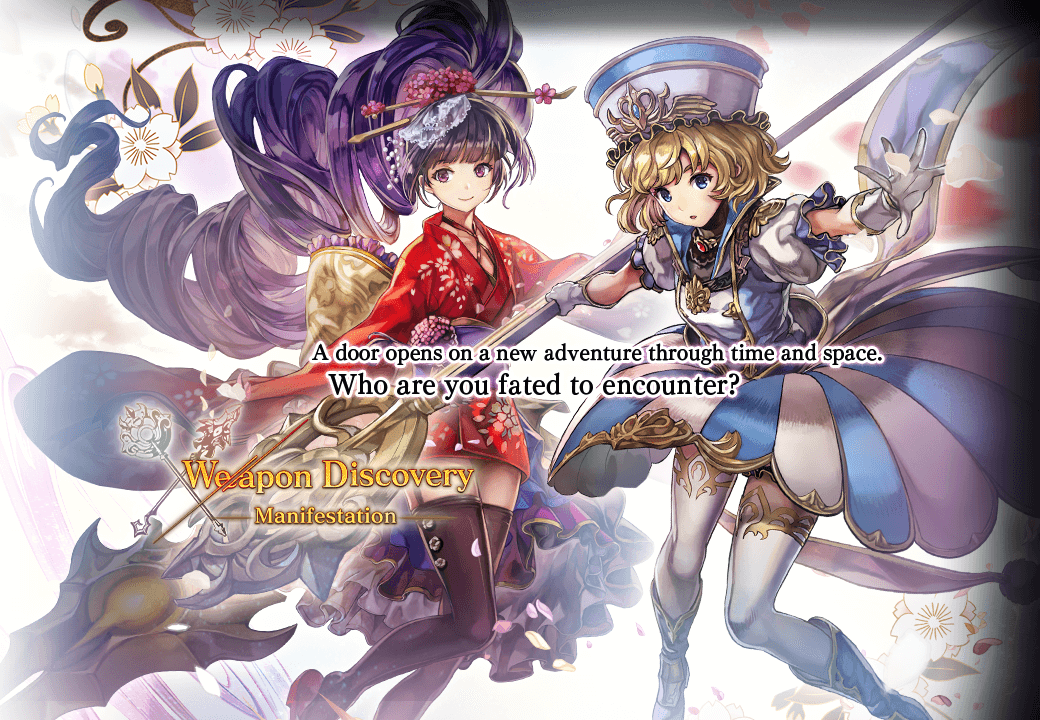 A door opens on a new adventure through time and space.
Who are you fated to encounter?
Weapon Discovery
Manifestation